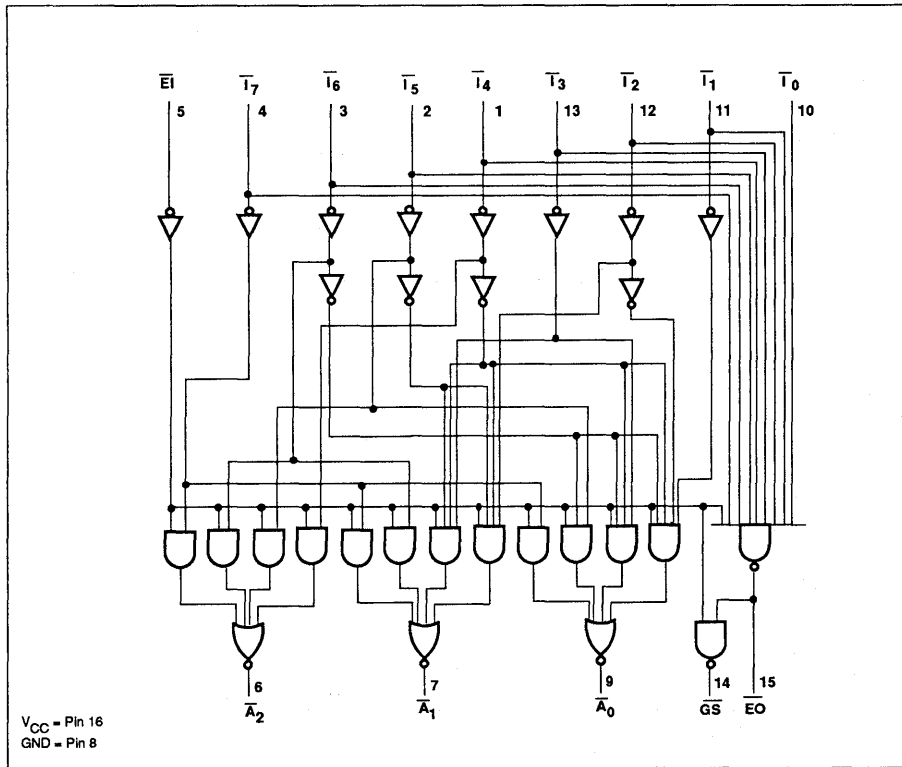 EI I7 I6 I5 I4 I3 I2 I1 I0
5 4 3 2 1 13 12 11 10
6 7 9 14 15
A2 A1 A0 GS EO
VCC = Pin 16
GND = Pin 8